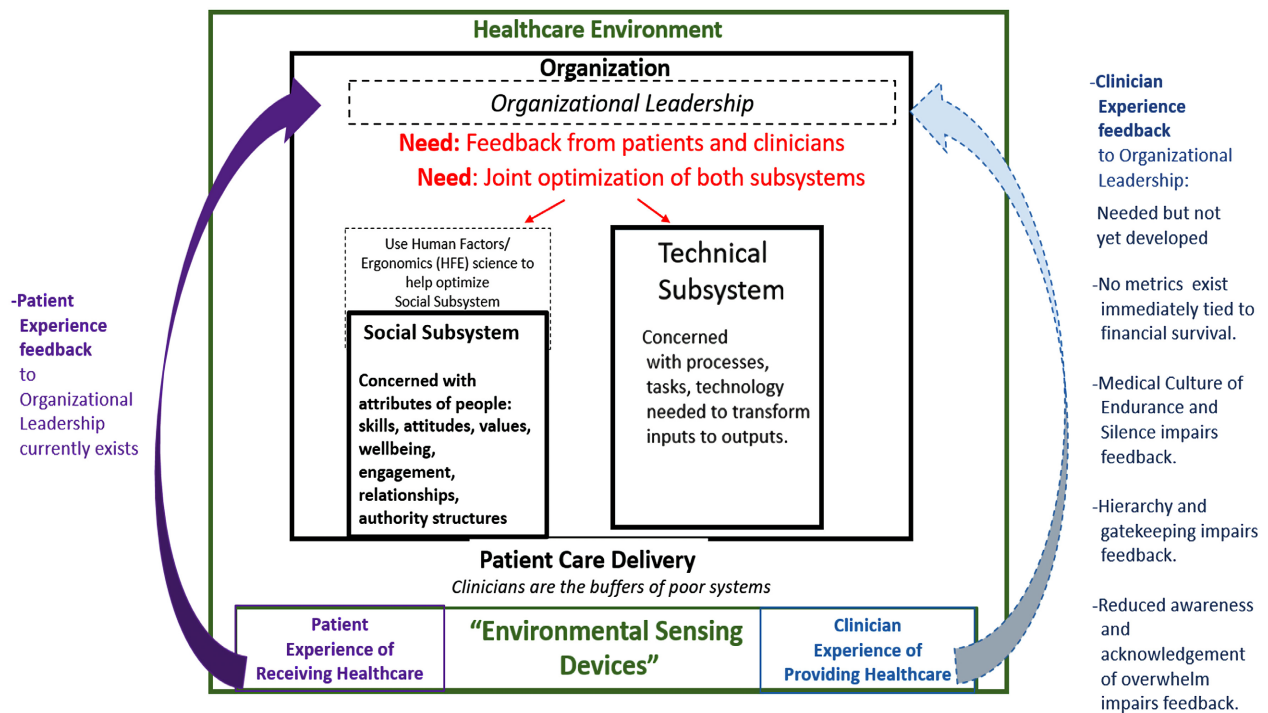 Healthcare Environment
Organization
Organizational Leadership
Need: Feedback from patients and clinicians
Need: Joint optimization of both subsystems
Use Human Factors/
Ergonomics (HFE) science to
help optimize
Social Subsystem
Social Subsystem
Concerned with
attributes of people:
skills, attitudes, values,
wellbeing,
engagement,
relationships,
authority structures
Technical
Subsystem
Concerned
with processes,
tasks, technology
needed to transform
inputs to outputs.
Patient Care Delivery
Clinicians are the buffers of poor systems
Patient
Experience of
Receiving Healthcare
“Environmental Sensing
Devices”
Clinician
Experience of
Providing Healthcare
-Patient
Experience
feedback
to
Organizational
Leadership
currently exists
-Clinician
Experience
feedback
to Organizational
Leadership:
Needed but not
yet developed
-No metrics exist
immediately tied to
financial survival.
-Medical Culture of
Endurance and
Silence impairs
feedback.
-Hierarchy and
gatekeeping impairs
feedback.
-Reduced awareness
and
acknowledgement
of overwhelm
impairs feedback.